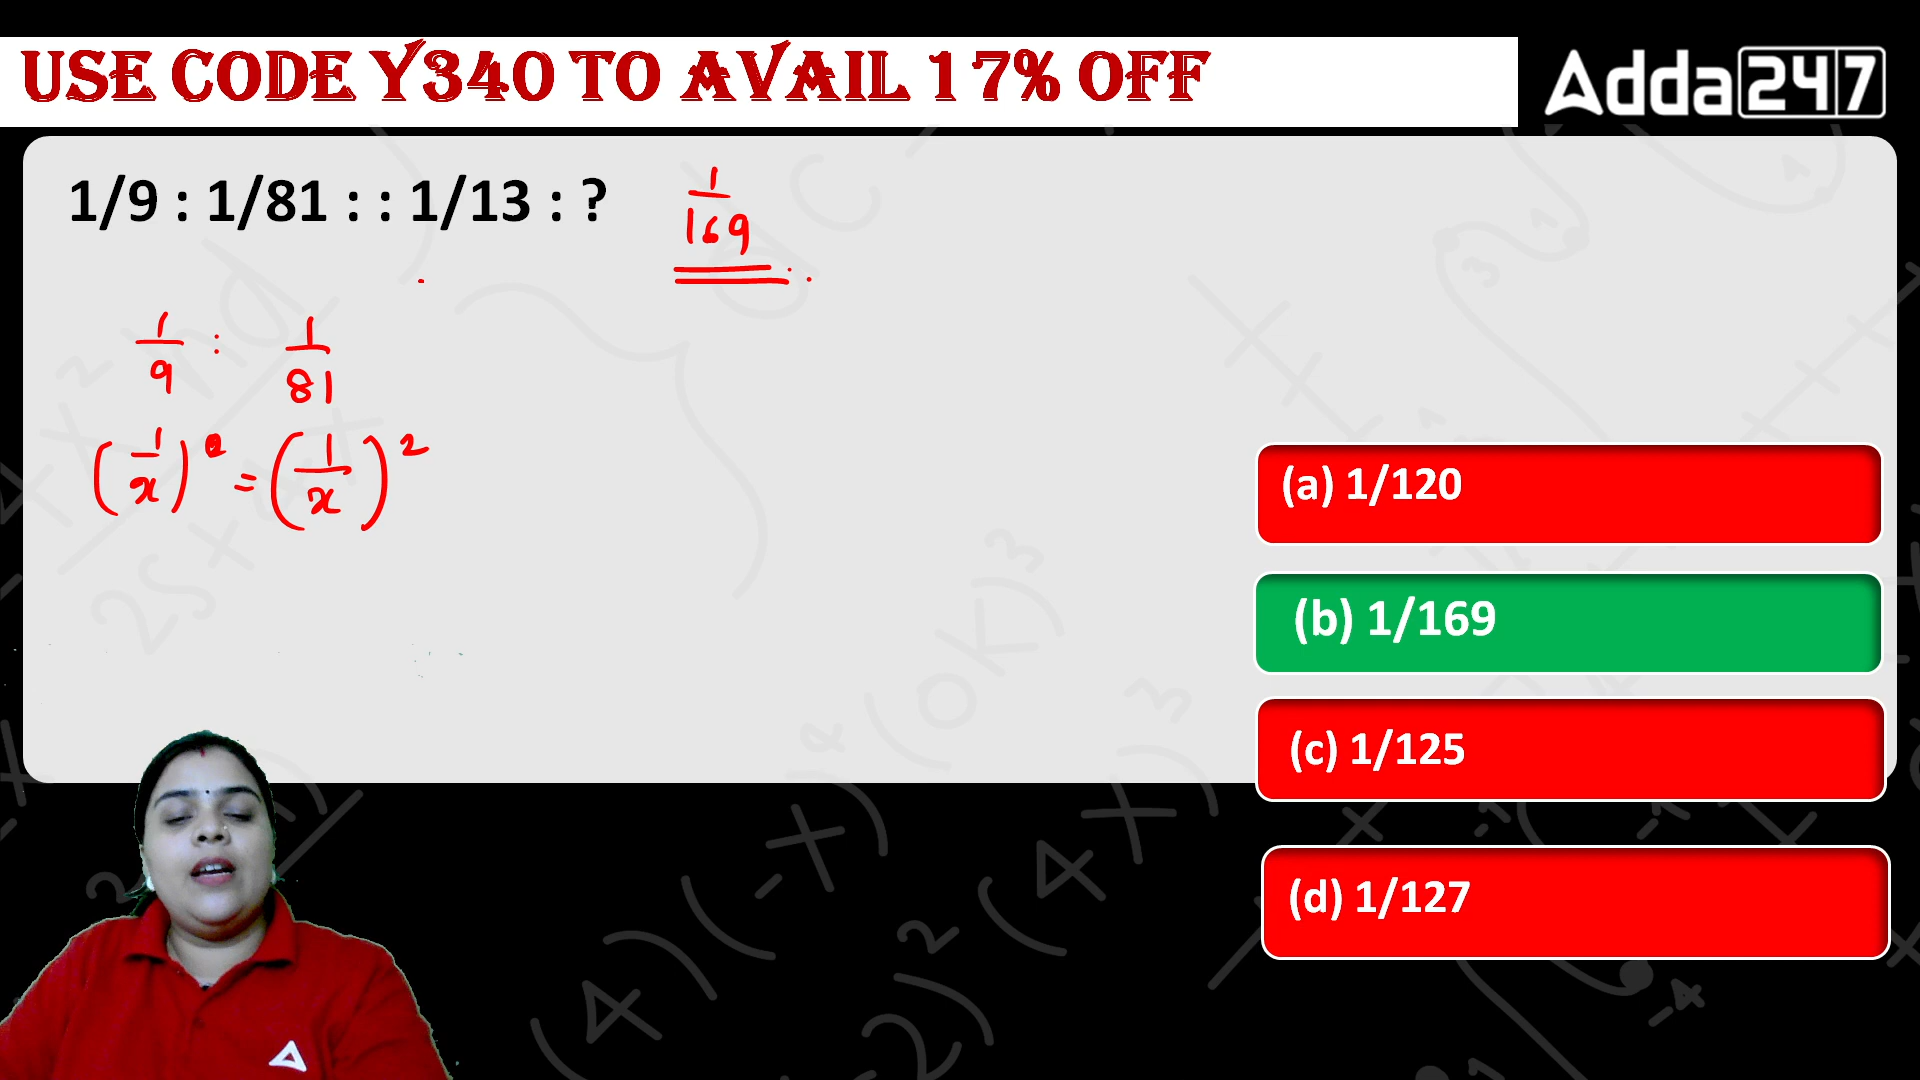 USE CODE Y340 TO AVAIL 17% OFF
Adda247
1/9 : 1/81 : : 1/13 : ?
1
169
1 : 1
9 81
(1/x)² = (1/x)²
(a) 1/120
(b) 1/169
(c) 1/125
(d) 1/127